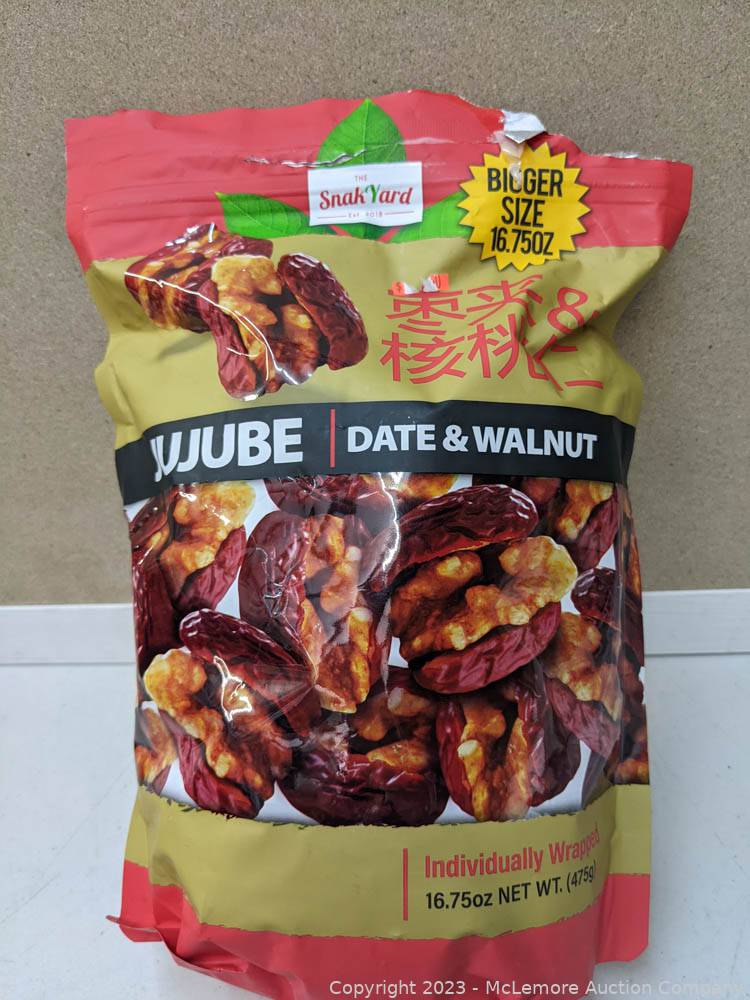 THE
SnakYard
EST 2018
BIGGER
SIZE
16.75OZ
枣夹&
核桃仁
JUJUBE | DATE & WALNUT
Individually Wrapped
16.75oz NET WT. (475g)
Copyright 2023 - McLemore Auction Company